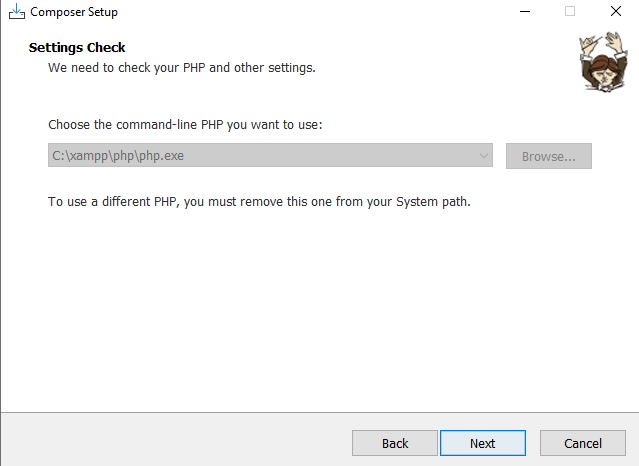 Composer Setup
Settings Check
We need to check your PHP and other settings.
Choose the command-line PHP you want to use:
C:\xampp\php\php.exe
Browse...
To use a different PHP, you must remove this one from your System path.
Back
Next
Cancel